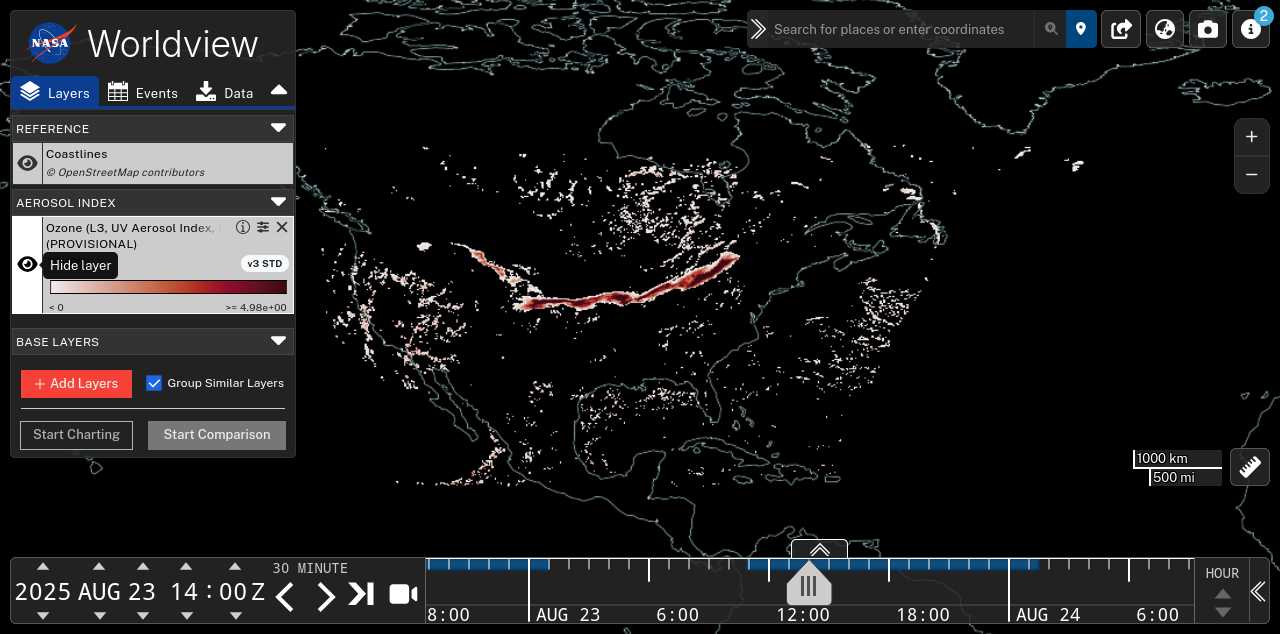 NASA Worldview
Search for places or enter coordinates
2
Layers Events Data
REFERENCE
Coastlines
© OpenStreetMap contributors
AEROSOL INDEX
Ozone (L3, UV Aerosol Index,
(PROVISIONAL)
Hide layer
v3 STD
< 0 >= 4.98e+00
BASE LAYERS
+ Add Layers Group Similar Layers
Start Charting Start Comparison
+
−
1000 km
500 mi
30 MINUTE
2025 AUG 23 14:00Z
8:00 AUG 23 6:00 12:00 18:00 AUG 24 6:00
HOUR